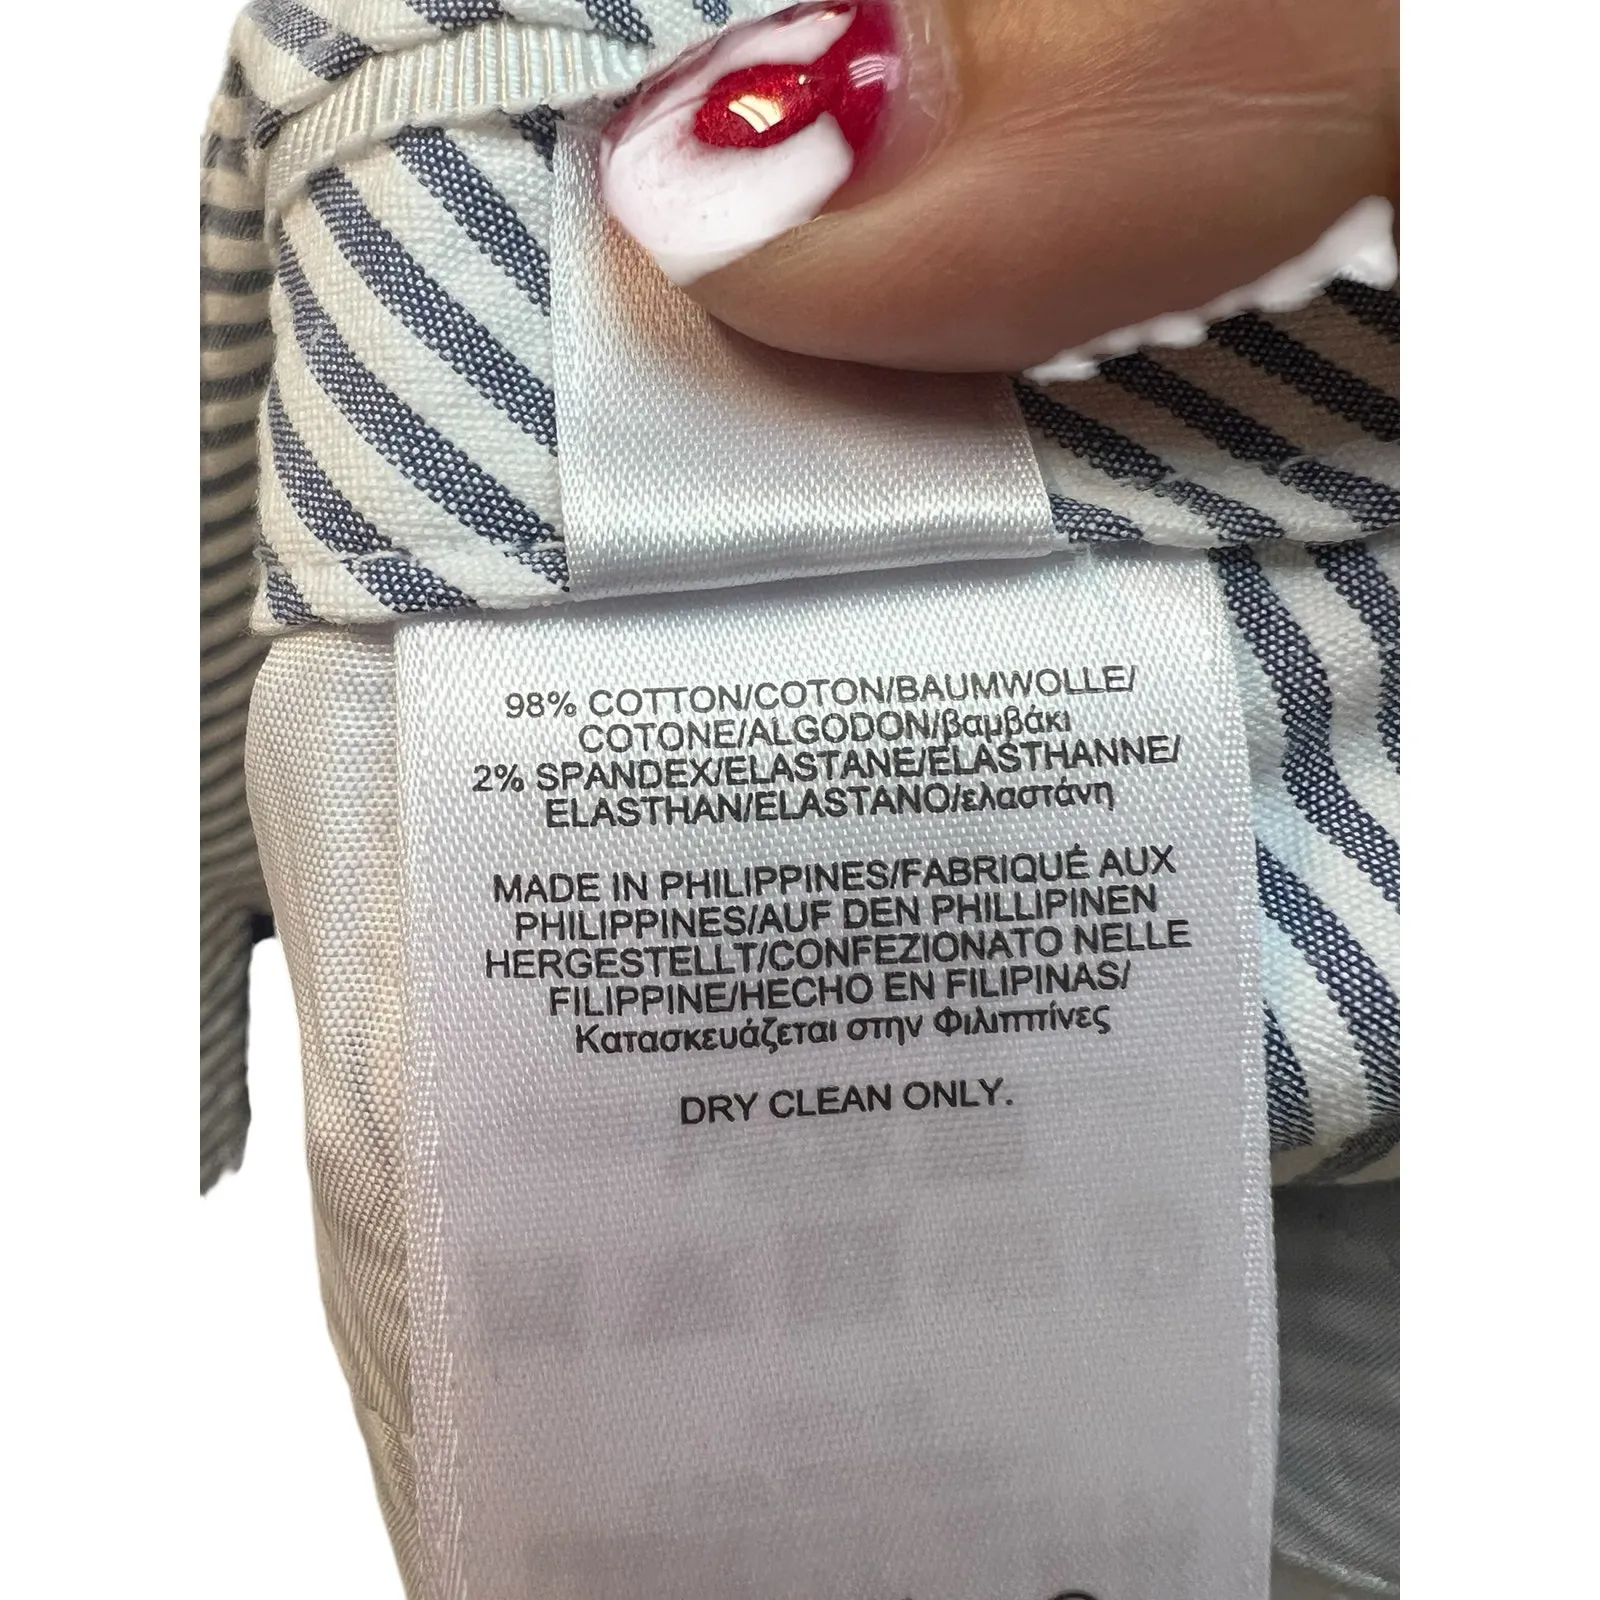 98% COTTON/COTON/BAUMWOLLE/
COTONE/ALGODON/βαμβάκι
2% SPANDEX/ELASTANE/ELASTHANNE/
ELASTHAN/ELASTANO/ελαστάνη
MADE IN PHILIPPINES/FABRIQUÉ AUX
PHILIPPINES/AUF DEN PHILLIPINEN
HERGESTELLT/CONFEZIONATO NELLE
FILIPPINE/HECHO EN FILIPINAS/
Κατασκευάζεται στην Φιλιππίνες
DRY CLEAN ONLY.